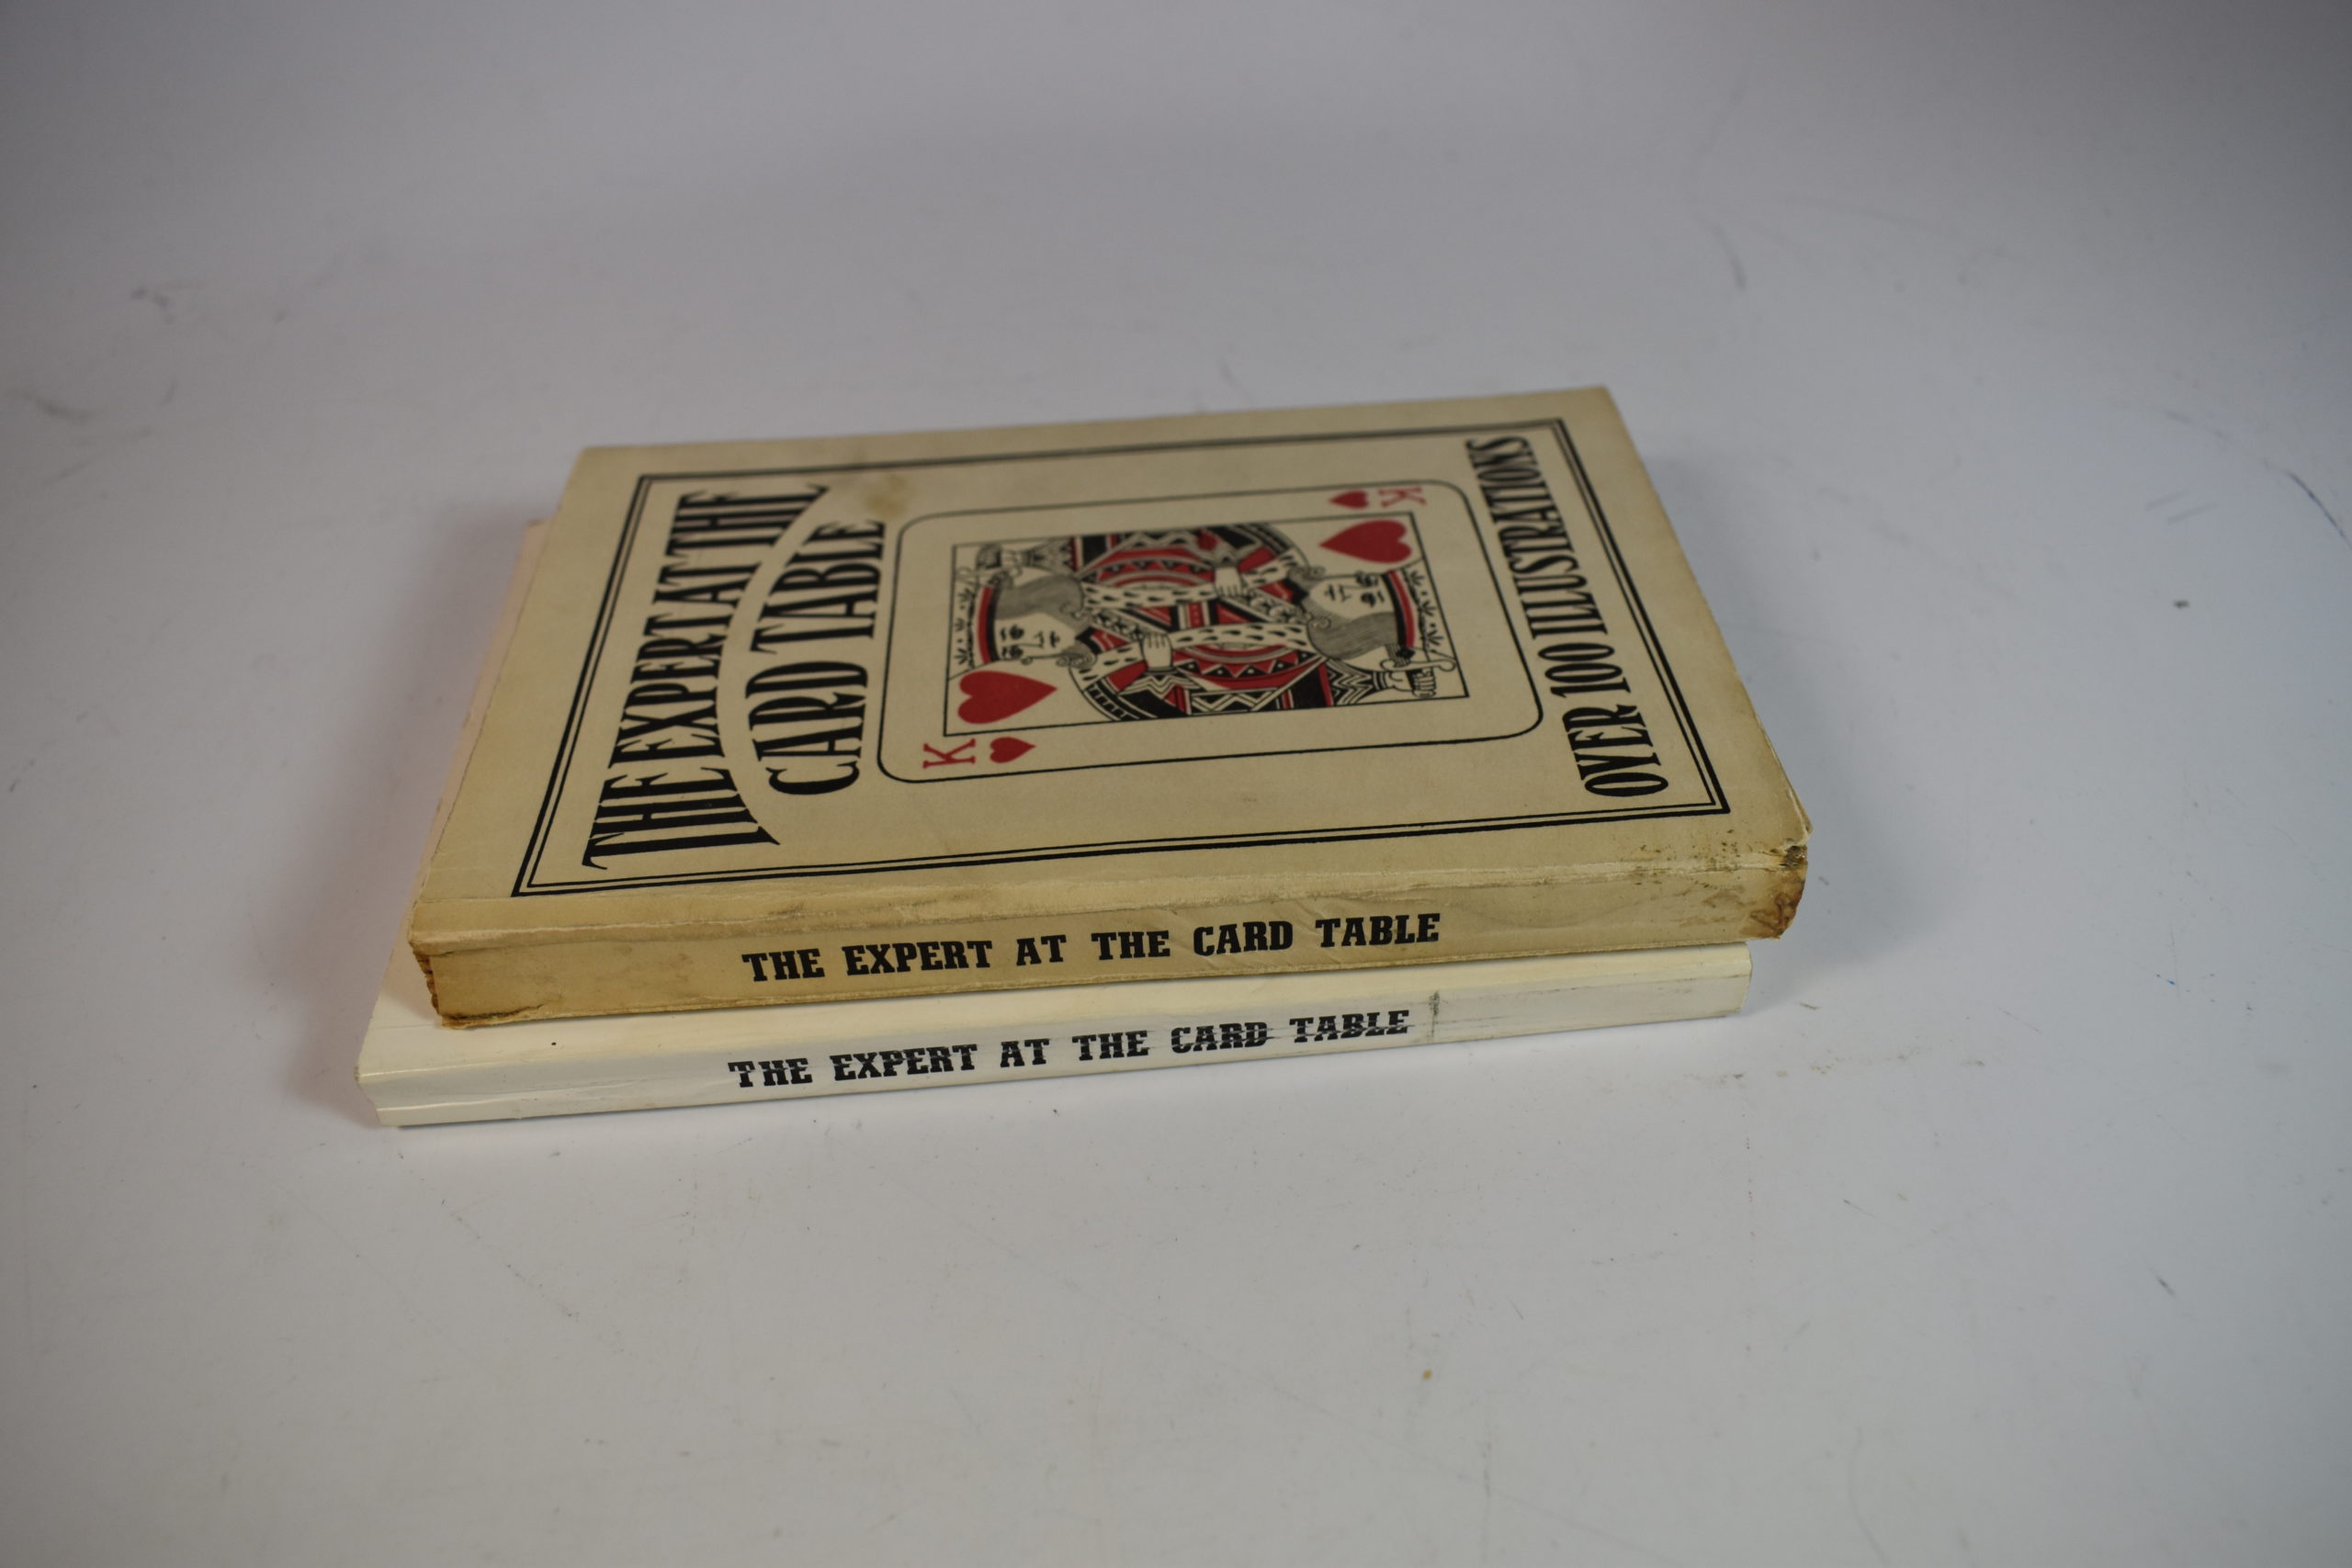 THE EXPERT AT THE
CARD TABLE
K
K
OVER 100 ILLUSTRATIONS
THE EXPERT AT THE CARD TABLE
THE EXPERT AT THE CARD TABLE